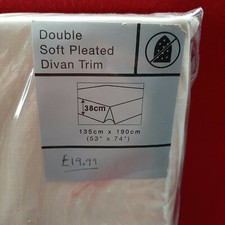 Double
Soft Pleated
Divan Trim
38cm
135cm x 190cm
(53" x 74")
£19.99